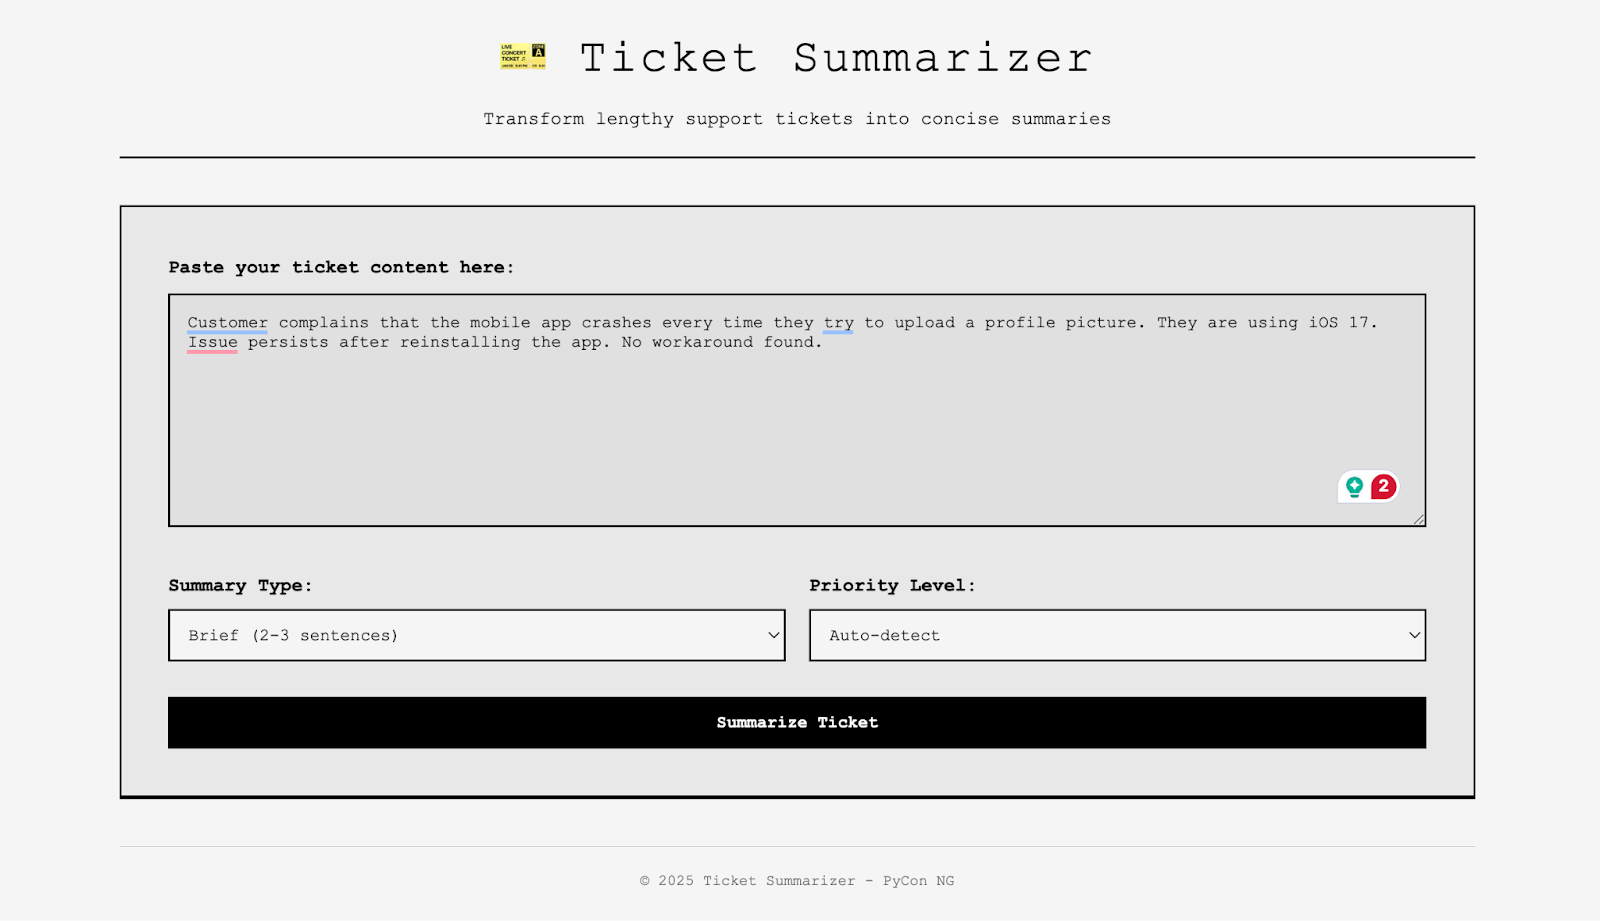 🎫 Ticket Summarizer
Transform lengthy support tickets into concise summaries
Paste your ticket content here:
Customer complains that the mobile app crashes every time they try to upload a profile picture. They are using iOS 17.
Issue persists after reinstalling the app. No workaround found.
2
Summary Type:
Priority Level:
Brief (2-3 sentences)
Auto-detect
Summarize Ticket
© 2025 Ticket Summarizer - PyCon NG